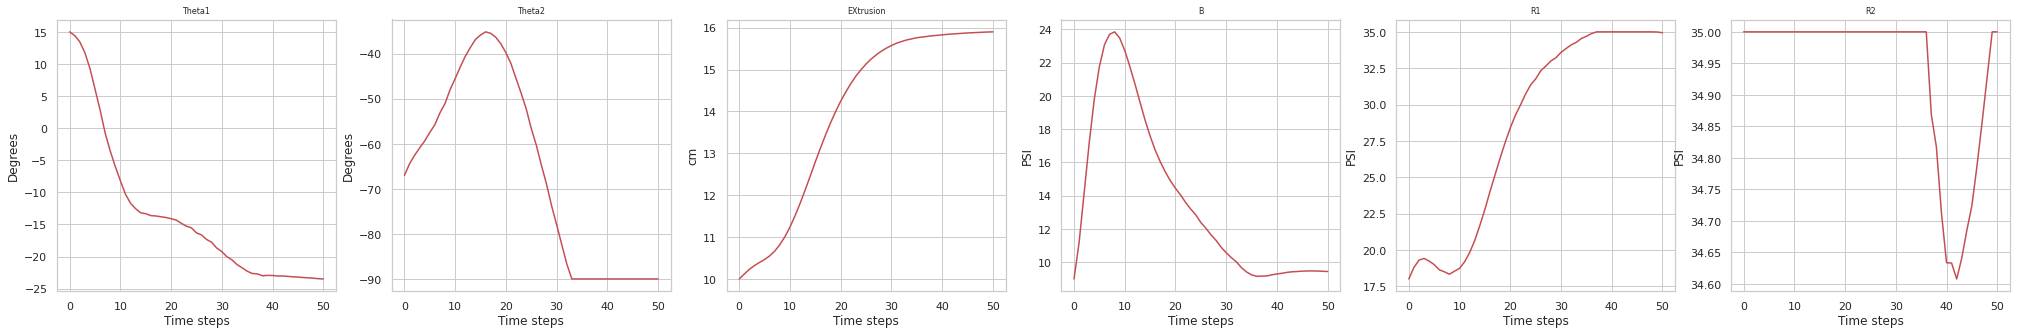 Theta1
Degrees
15
10
5
0
−5
−10
−15
−20
−25
0 10 20 30 40 50
Time steps
Theta2
Degrees
−40
−50
−60
−70
−80
−90
0 10 20 30 40 50
Time steps
EXtrusion
cm
16
15
14
13
12
11
10
0 10 20 30 40 50
Time steps
B
PSI
24
22
20
18
16
14
12
10
0 10 20 30 40 50
Time steps
R1
PSI
35.0
32.5
30.0
27.5
25.0
22.5
20.0
17.5
0 10 20 30 40 50
Time steps
R2
PSI
35.00
34.95
34.90
34.85
34.80
34.75
34.70
34.65
34.60
0 10 20 30 40 50
Time steps